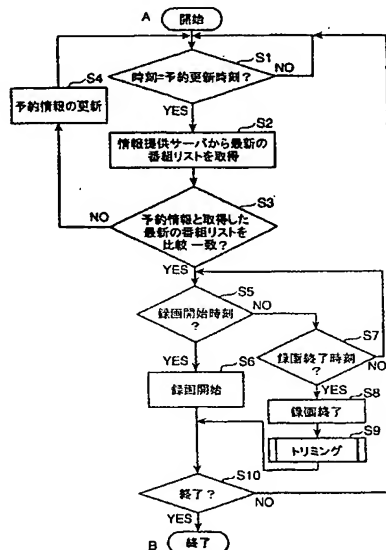 A
開始
S1
時刻=予約更新時刻?
NO
YES
S4
予約情報の更新
S2
情報提供サーバから最新の
番組リストを取得
S3
予約情報と取得した
最新の番組リストを
比較 一致?
NO
YES
S5
録画開始時刻
?
NO
YES
S7
録画終了時刻
?
NO
YES
S6
録画開始
S8
録画終了
S9
トリミング
S10
終了?
NO
YES
B
終了